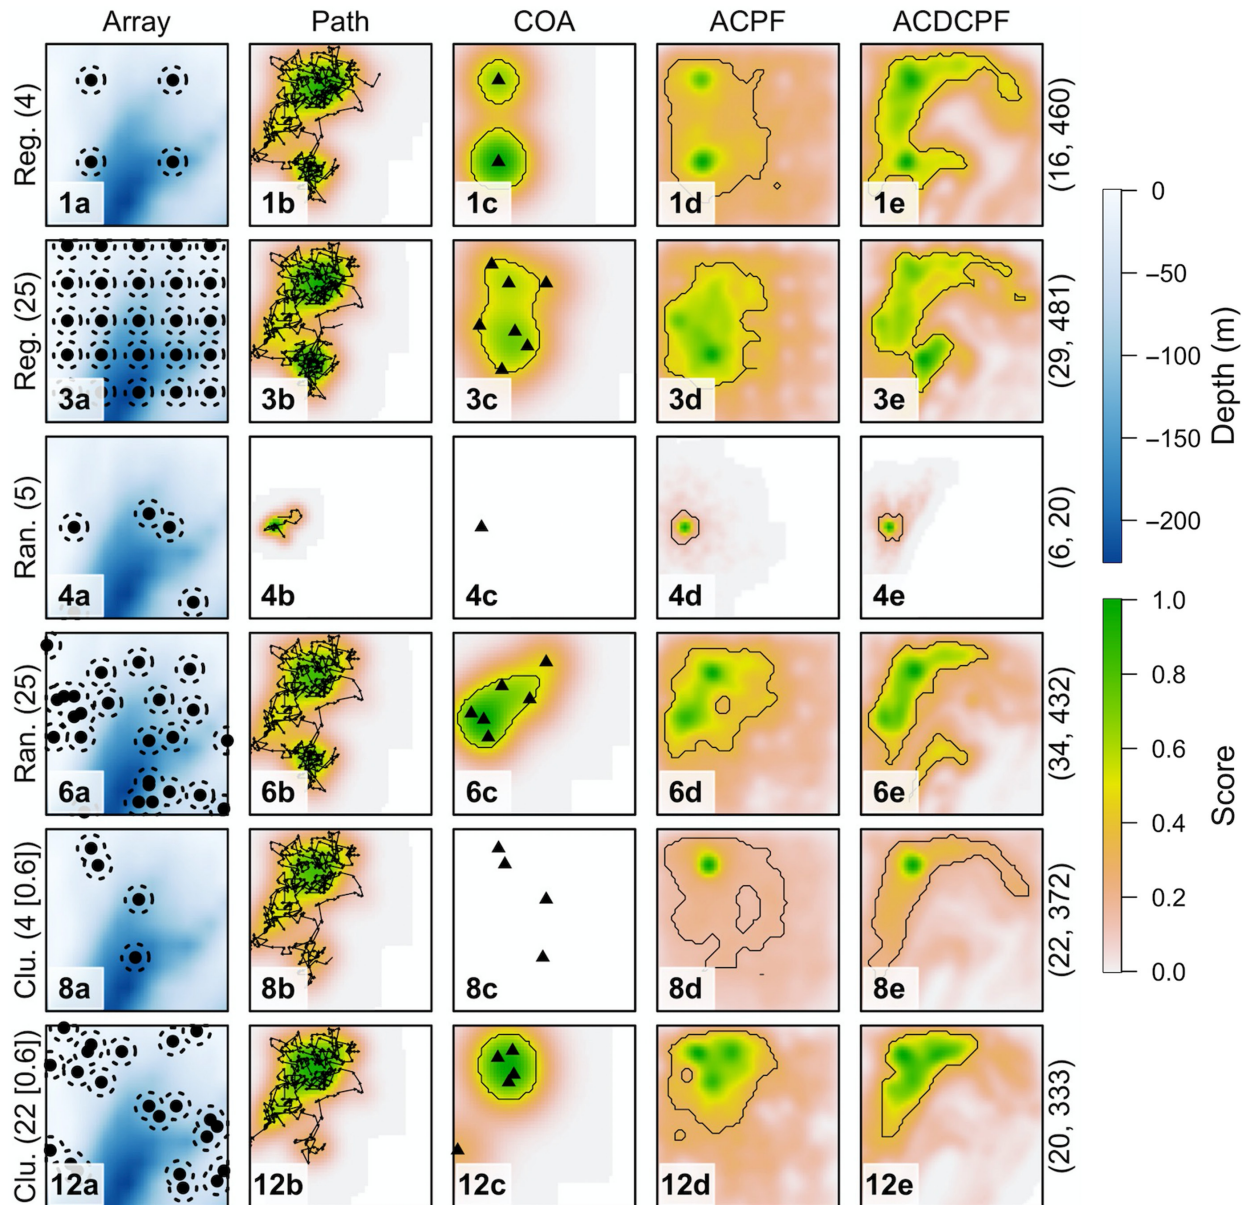 Array Path COA ACPF ACDCPF
Reg. (4)
1a 1b 1c 1d 1e
(16, 460)
Reg. (25)
3a 3b 3c 3d 3e
(29, 481)
Ran. (5)
4a 4b 4c 4d 4e
(6, 20)
Ran. (25)
6a 6b 6c 6d 6e
(34, 432)
Clu. (4 [0.6])
8a 8b 8c 8d 8e
(22, 372)
Clu. (22 [0.6])
12a 12b 12c 12d 12e
(20, 333)
0
−50
−100
−150
−200
Depth (m)
1.0
0.8
0.6
0.4
0.2
0.0
Score